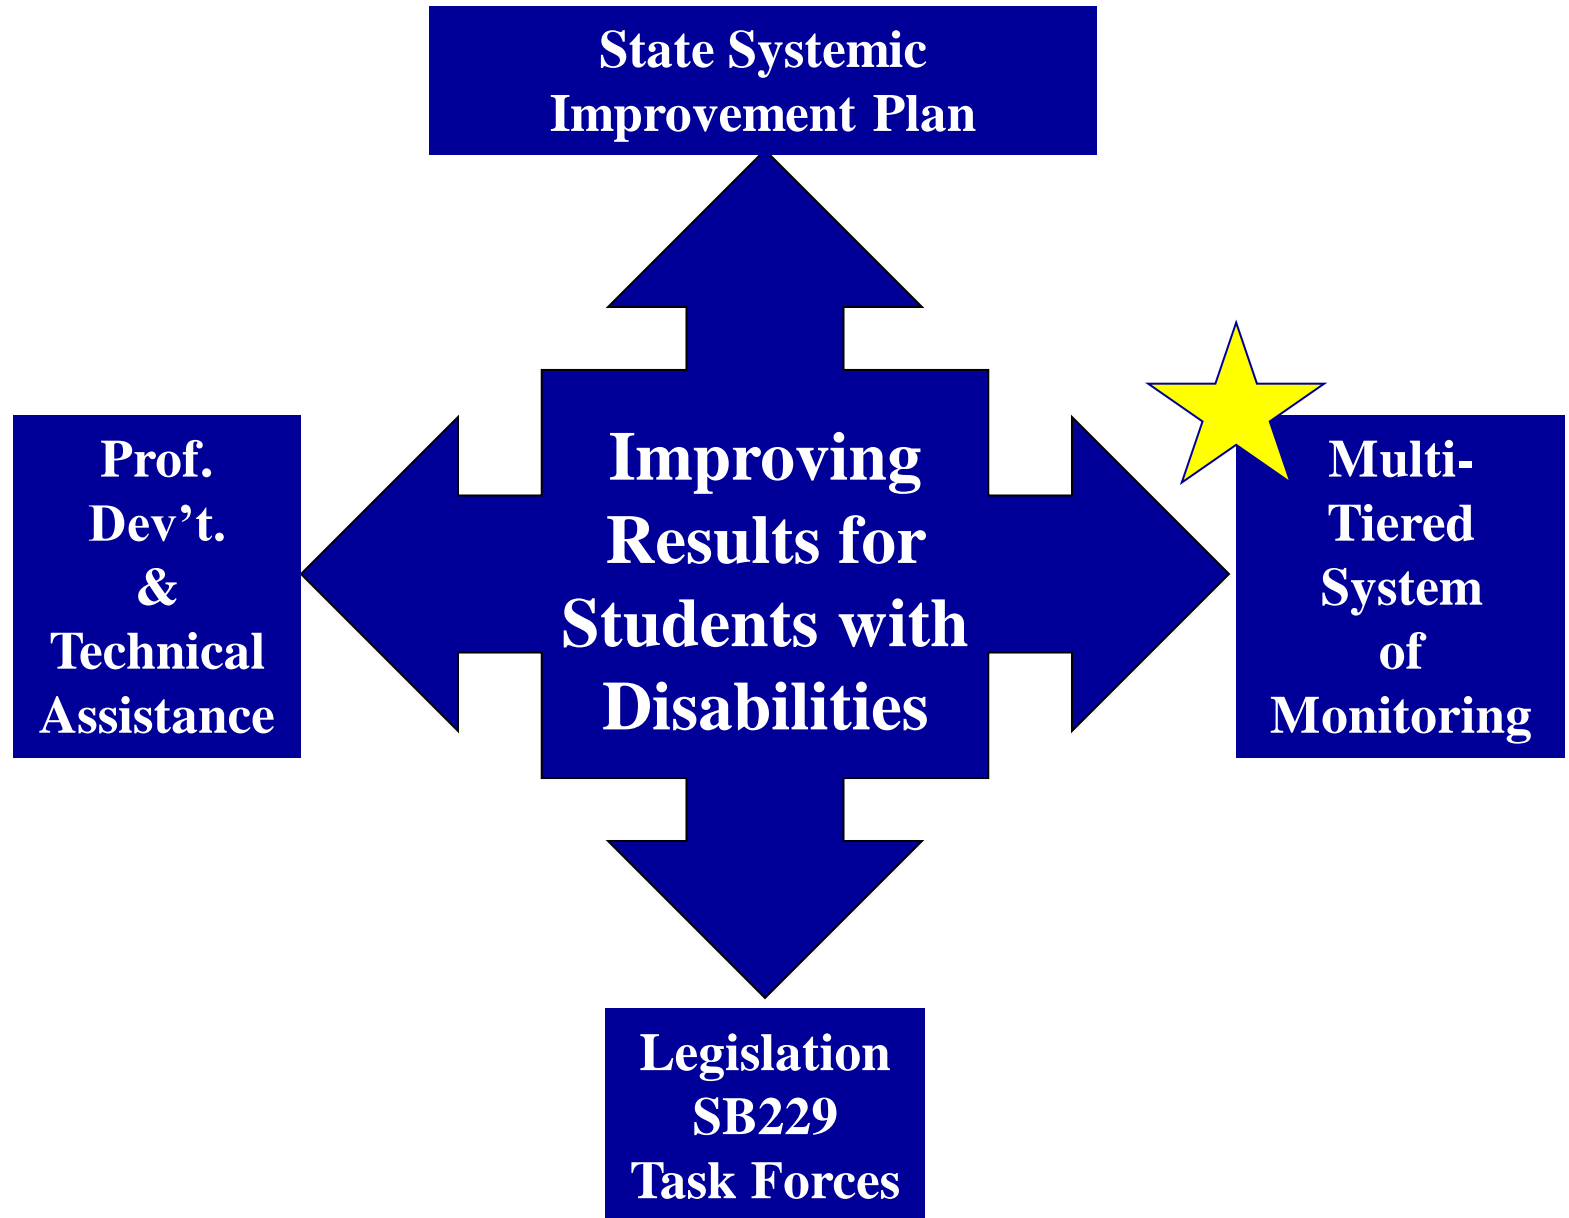 State Systemic
Improvement Plan
Improving
Results for
Students with
Disabilities
Prof.
Dev’t.
&
Technical
Assistance
Multi-
Tiered
System
of
Monitoring
Legislation
SB229
Task Forces